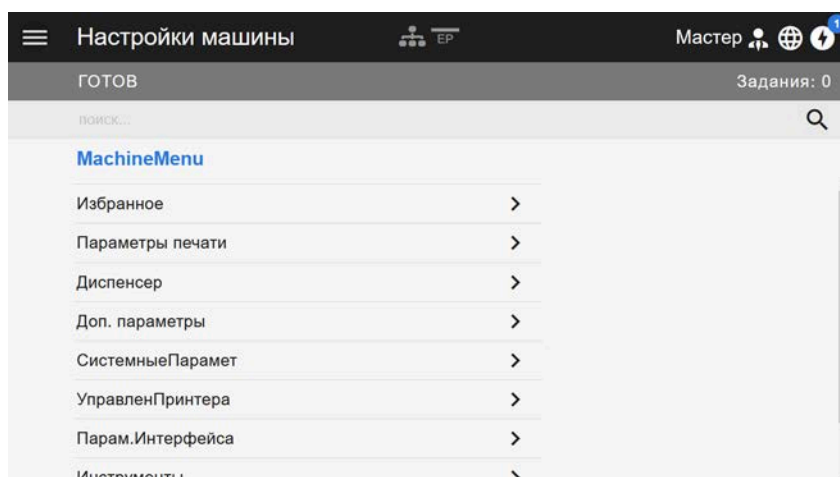 Настройки машины
EP
Мастер
1
ГОТОВ
Задания: 0
поиск...
MachineMenu
Избранное
Параметры печати
Диспенсер
Доп. параметры
СистемныеПарамет
УправленПринтера
Парам.Интерфейса
Инструменты